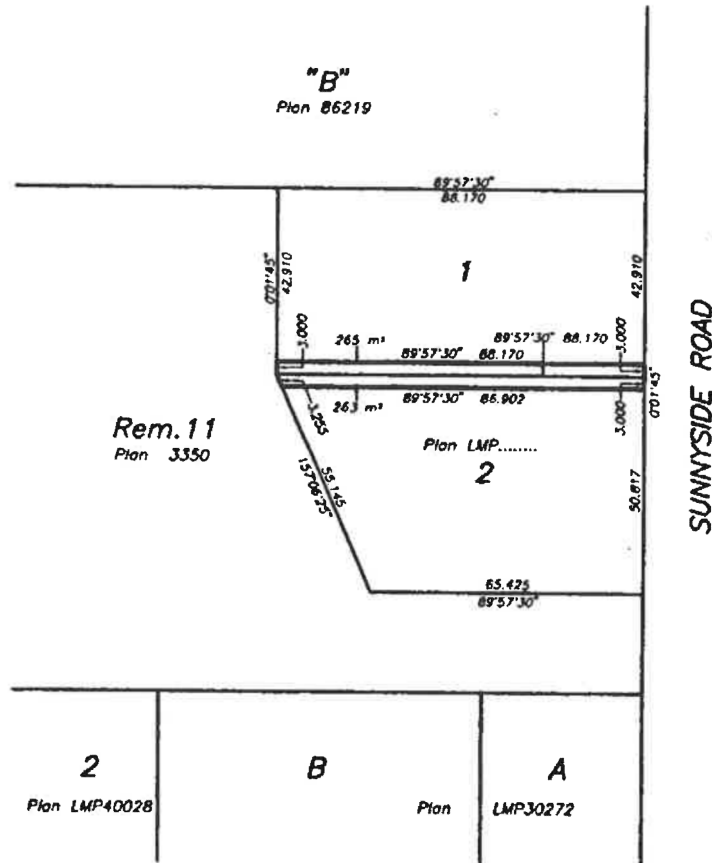 "B"
Plan 86219
89°57'30"
88.170
0°01'45"
42.910
1
42.910
SUNNYSIDE ROAD
3.000
265 m²
89°57'30" 88.170
89°57'30" 88.170
3.000
0°01'45"
3.255
263 m²
89°57'30" 86.902
3.000
Rem.11
Plan 3350
Plan LMP........
2
55.145
157°06'25"
50.817
65.425
89°57'30"
2
Plan LMP40028
B
A
Plan LMP30272